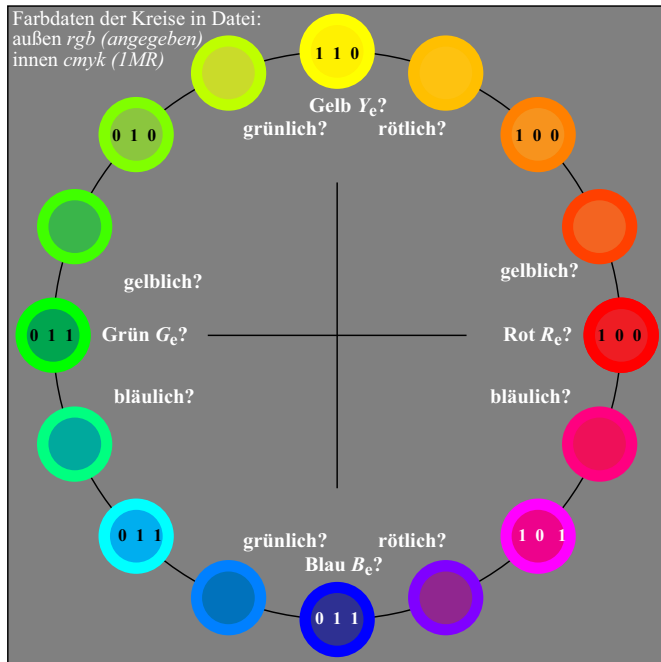 Farbdaten der Kreise in Datei:
außen rgb (angegeben)
innen cmyk (1MR)
1 1 0
Gelb Ye?
grünlich? rötlich?
0 1 0
1 0 0
gelblich?
gelblich?
0 1 1
Grün Ge?
Rot Re?
1 0 0
bläulich?
bläulich?
0 1 1
1 0 1
grünlich? rötlich?
Blau Be?
0 1 1